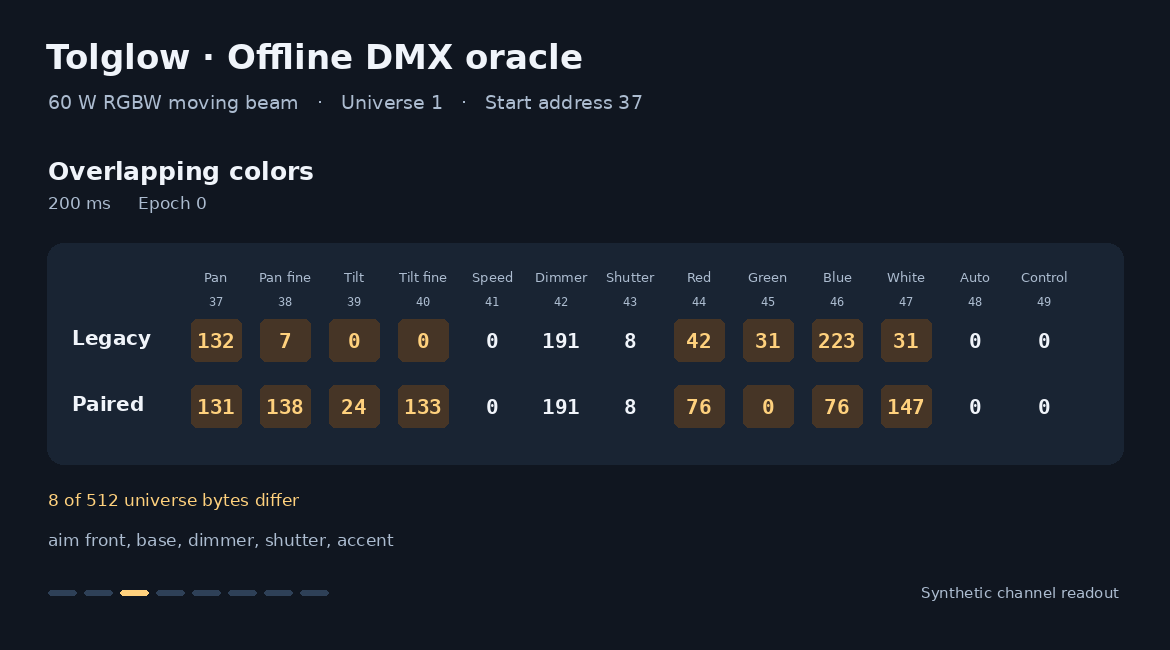 Tolglow · Offline DMX oracle
60 W RGBW moving beam · Universe 1 · Start address 37
Overlapping colors
200 ms Epoch 0
Pan Pan fine Tilt Tilt fine Speed Dimmer Shutter Red Green Blue White Auto Control
37 38 39 40 41 42 43 44 45 46 47 48 49
Legacy 132 7 0 0 0 191 8 42 31 223 31 0 0
Paired 131 138 24 133 0 191 8 76 0 76 147 0 0
8 of 512 universe bytes differ
aim front, base, dimmer, shutter, accent
Synthetic channel readout